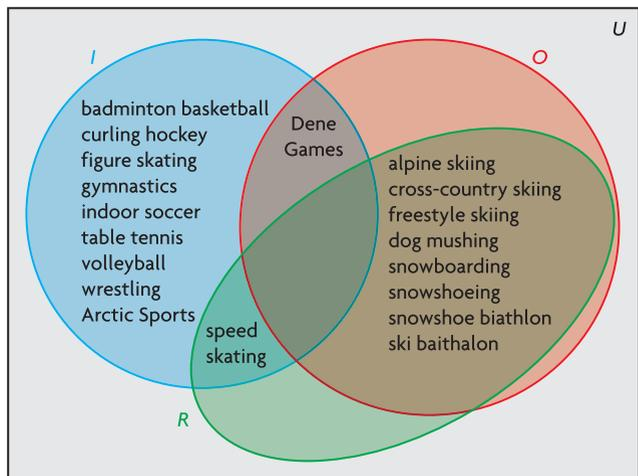 U
I
O
badminton basketball
curling hockey
figure skating
gymnastics
indoor soccer
table tennis
volleyball
wrestling
Arctic Sports
Dene
Games
alpine skiing
cross-country skiing
freestyle skiing
dog mushing
snowboarding
snowshoeing
snowshoe biathlon
ski baithalon
speed
skating
R